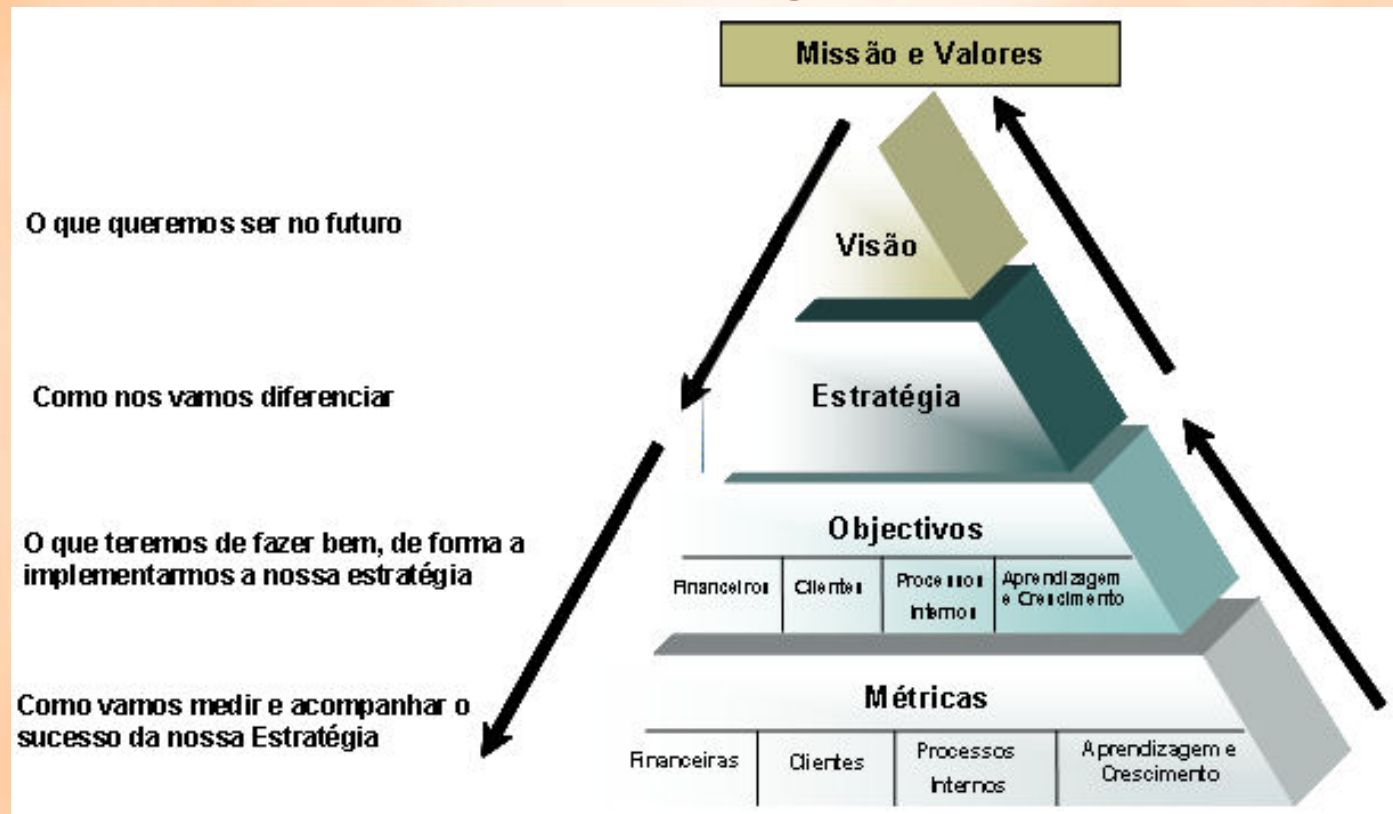 Missão e Valores
O que queremos ser no futuro
Visão
Como nos vamos diferenciar
Estratégia
O que teremos de fazer bem, de forma a
implementarmos a nossa estratégia
Objectivos
Financeiros
Clientes
Processos
Internos
Aprendizagem
e Crescimento
Como vamos medir e acompanhar o
sucesso da nossa Estratégia
Métricas
Financeiras
Clientes
Processos
Internos
Aprendizagem e
Crescimento